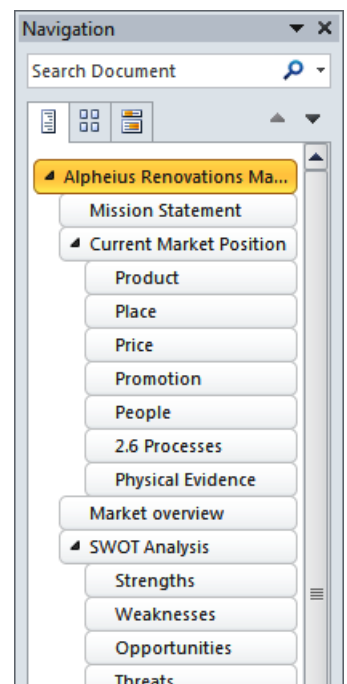 Navigation
Search Document
Alpheius Renovations Ma...
Mission Statement
Current Market Position
Product
Place
Price
Promotion
People
2.6 Processes
Physical Evidence
Market overview
SWOT Analysis
Strengths
Weaknesses
Opportunities
Threats